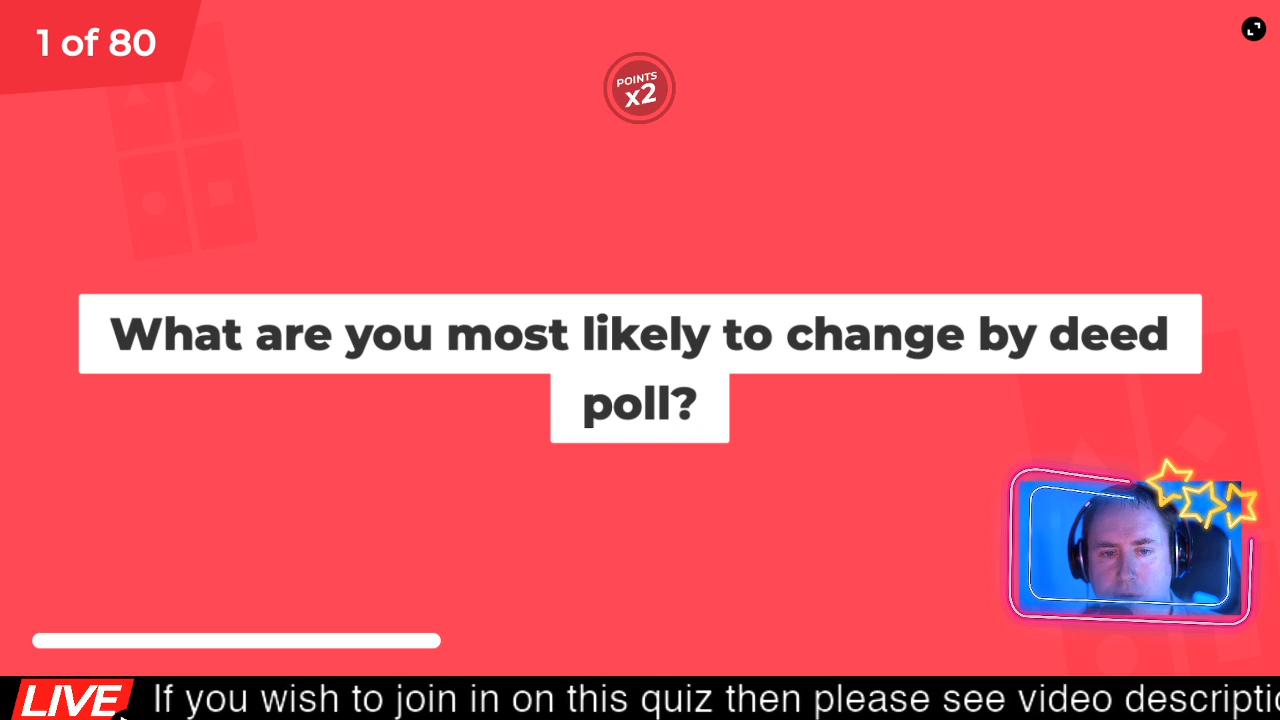 1 of 80
POINTS
x2
What are you most likely to change by deed
poll?
LIVE If you wish to join in on this quiz then please see video descripti